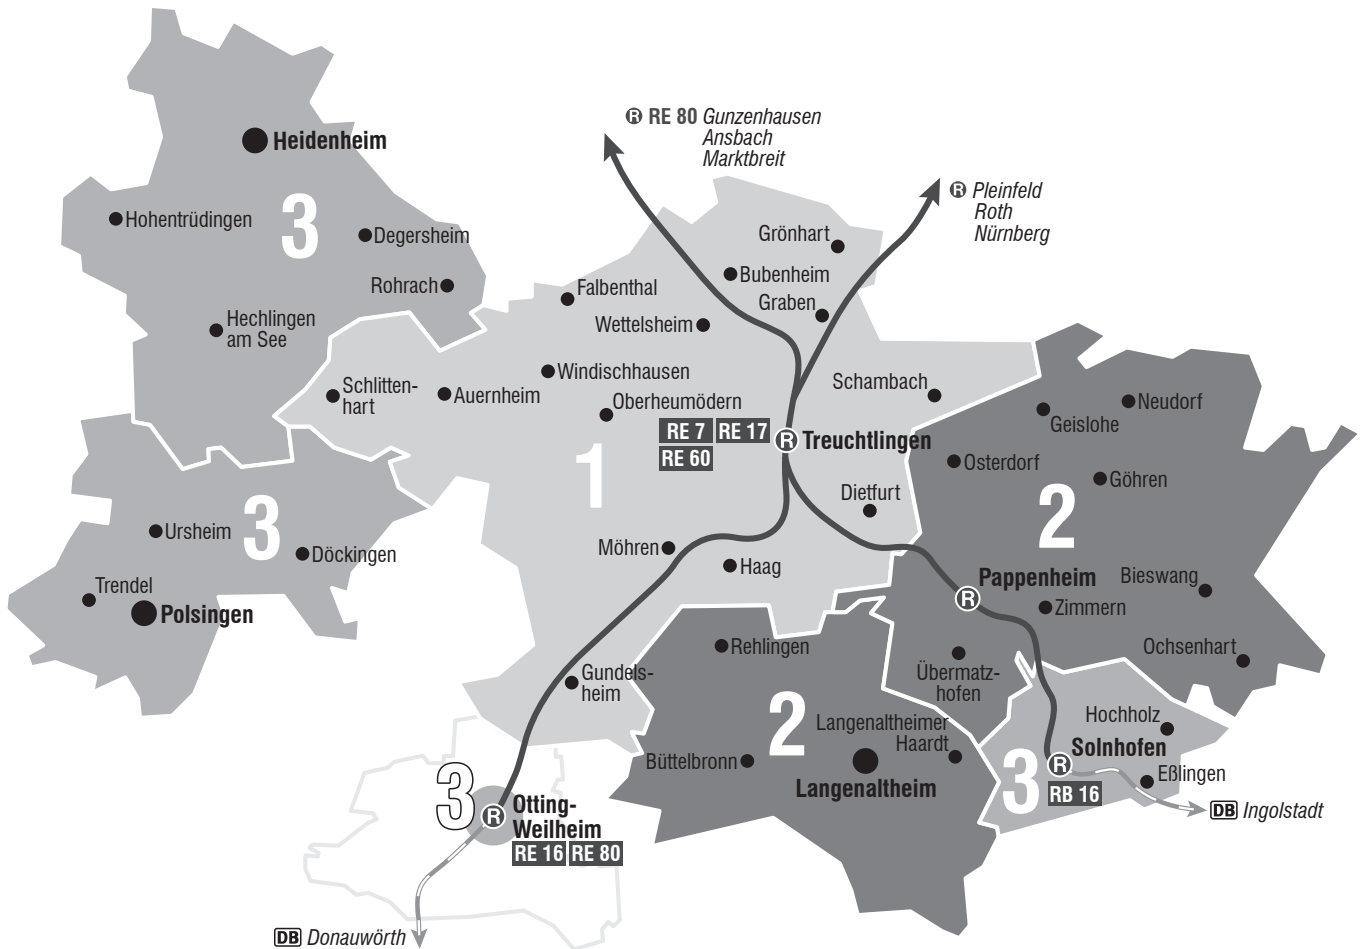 R RE 80 Gunzenhausen
Ansbach
Marktbreit
Heidenheim
R Pleinfeld
Roth
Nürnberg
Hohentrüdingen
3
Degersheim
Grönhart
Bubenheim
Rohrach
Falbenthal
Graben
Hechlingen
am See
Wettelsheim
Windischhausen
Schlitten-
hart
Auernheim
Schambach
Oberheumödern
Neudorf
Geislohe
RE 7 RE 17
R Treuchtlingen
RE 60
Osterdorf
1
Göhren
Dietfurt
2
Ursheim
3
Döckingen
Möhren
Haag
Trendel
Polsingen
Pappenheim
R
Bieswang
Zimmern
Rehlingen
Ochsenhart
Gundels-
heim
Übermatz-
hofen
2
Langenaltheimer
Haardt
Hochholz
Büttelbronn
Langenaltheim
Solnhofen
R
3
RB 16
Eßlingen
DB Ingolstadt
3
R
Otting-
Weilheim
RE 16 RE 80
DB Donauwörth